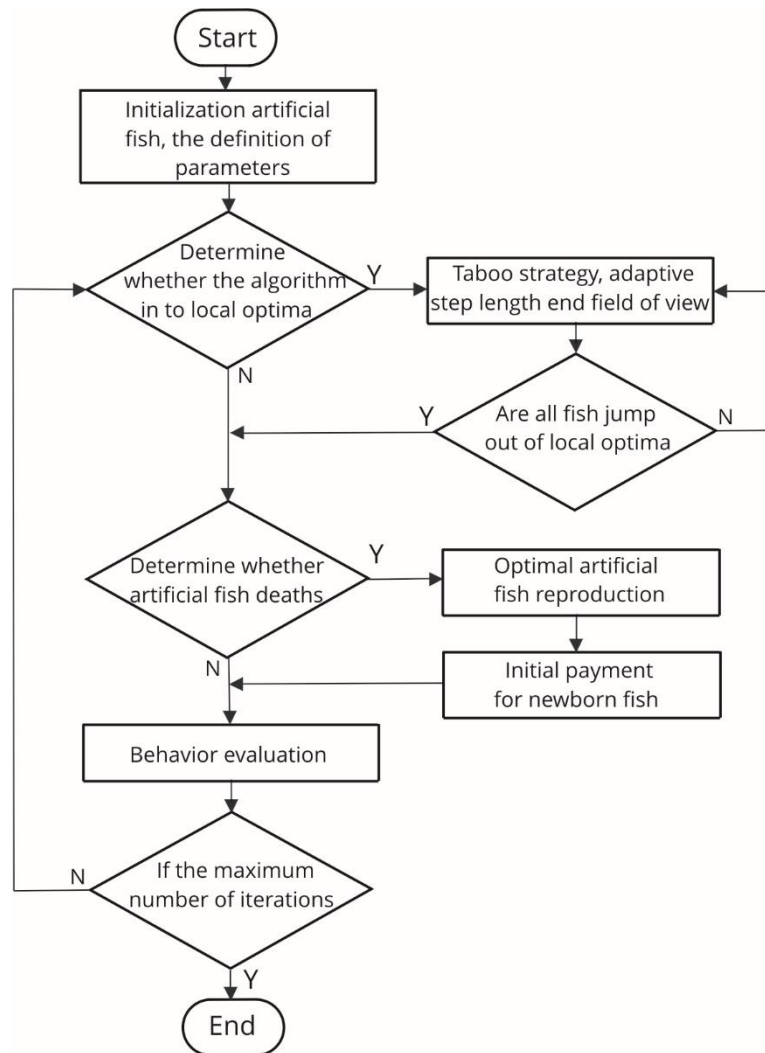 Start
Initialization artificial
fish, the definition of
parameters
Determine
whether the algorithm
in to local optima
Y
Taboo strategy, adaptive
step length end field of view
N
Y
Are all fish jump
out of local optima
N
Determine whether
artificial fish deaths
Y
Optimal artificial
fish reproduction
N
Initial payment
for newborn fish
Behavior evaluation
If the maximum
number of iterations
N
Y
End